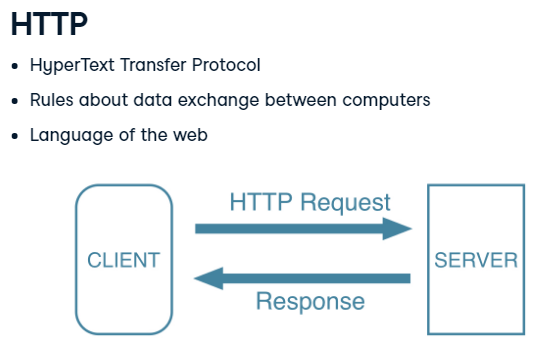 HTTP
• HyperText Transfer Protocol
• Rules about data exchange between computers
• Language of the web
HTTP Request
CLIENT
SERVER
Response